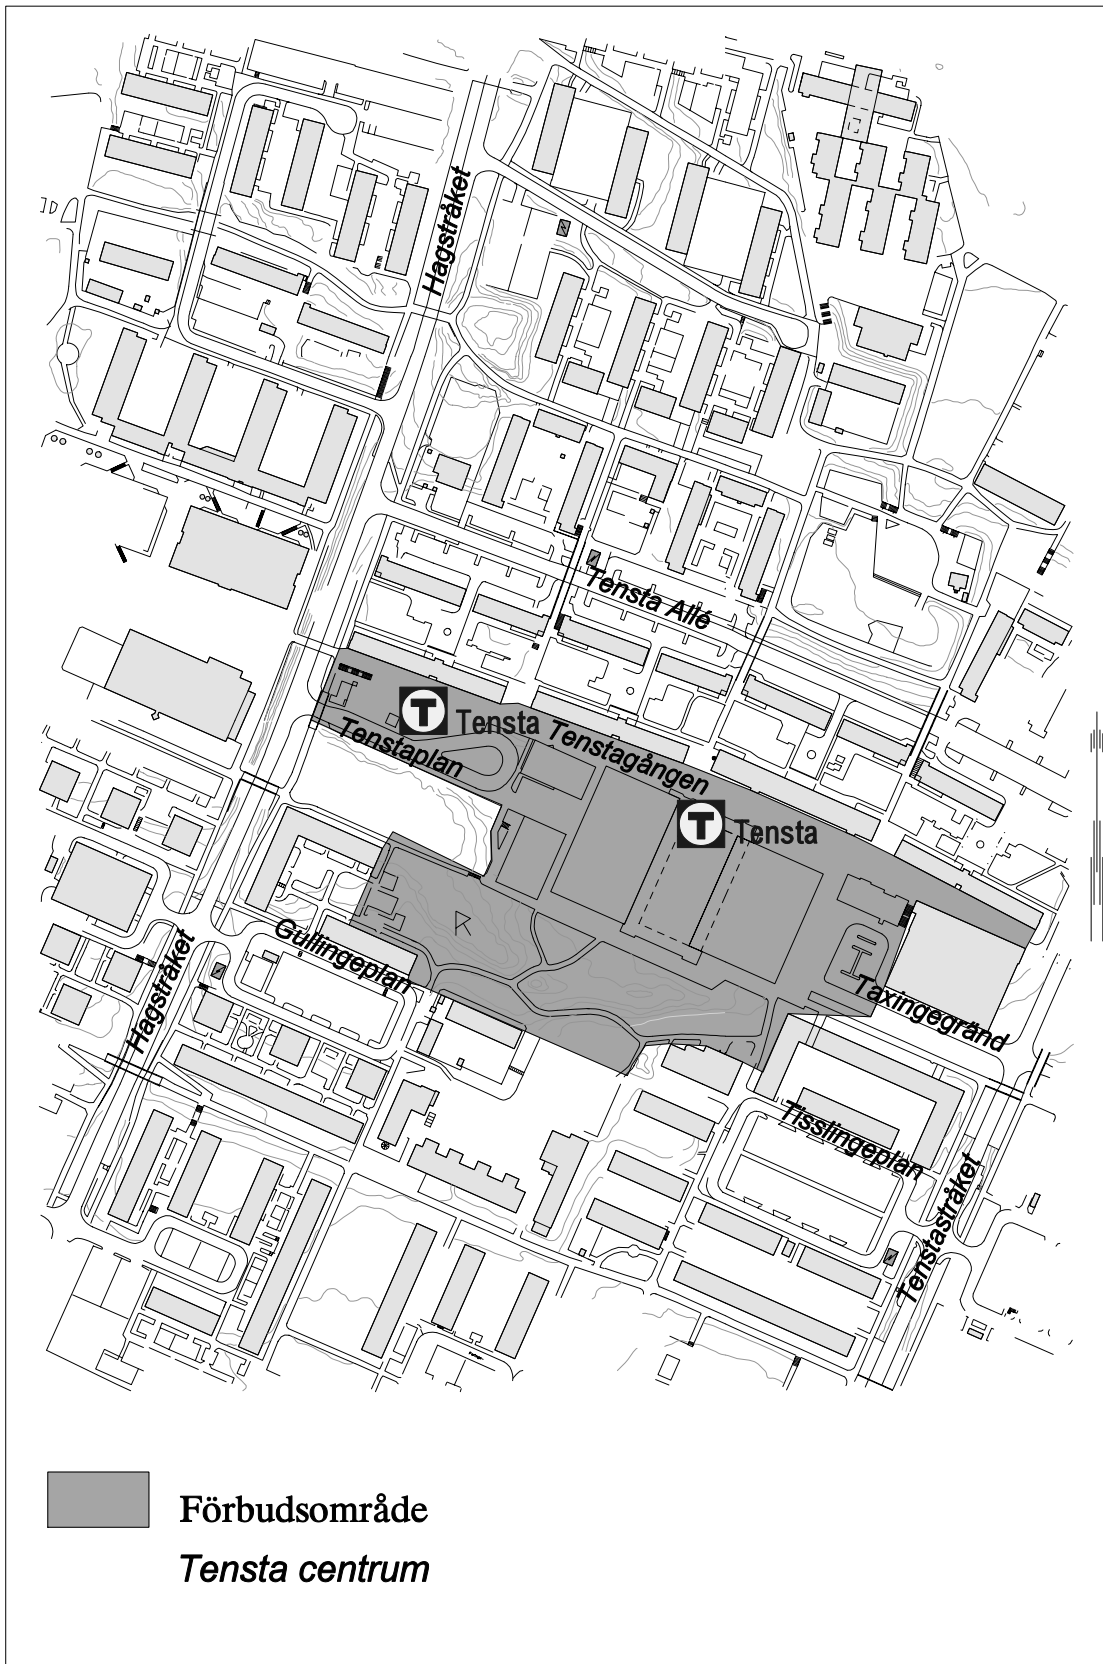 Hagstråket
Tensta Allé
T Tensta
Tenstaplan
Tenstagången
T Tensta
Gullingeplan
Hagstråket
Taxingegränd
Tisslingeplan
Tenstastråket
Förbudsområde
Tensta centrum